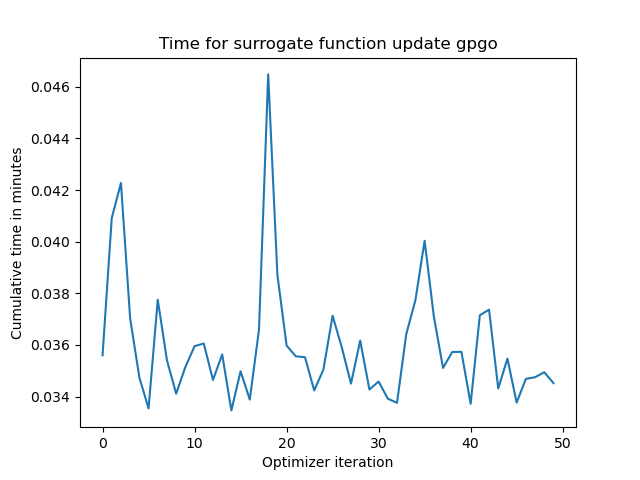 Time for surrogate function update gpgo
0.046
0.044
0.042
0.040
0.038
0.036
0.034
Cumulative time in minutes
0 10 20 30 40 50
Optimizer iteration